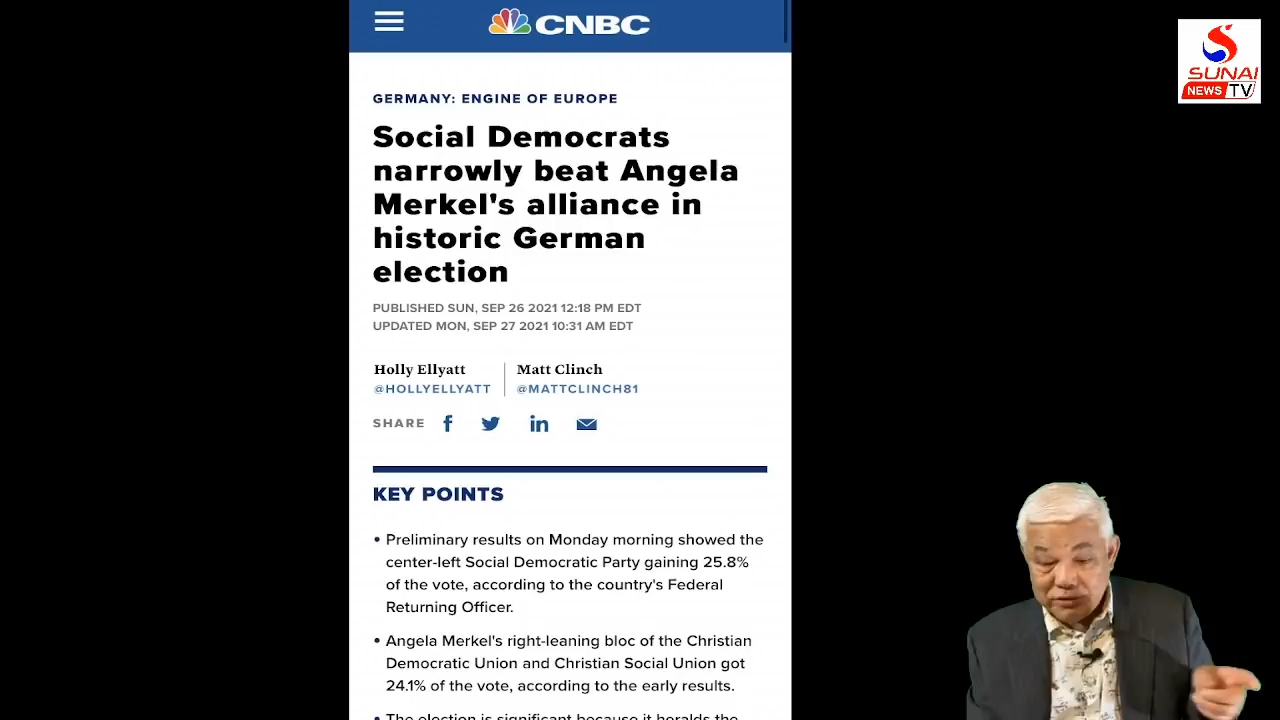 CNBC
SUNAI
NEWS TV
GERMANY: ENGINE OF EUROPE
Social Democrats
narrowly beat Angela
Merkel's alliance in
historic German
election
PUBLISHED SUN, SEP 26 2021 12:18 PM EDT
UPDATED MON, SEP 27 2021 10:31 AM EDT
Holly Ellyatt
@HOLLYELLYATT
Matt Clinch
@MATTCLINCH81
SHARE
KEY POINTS
• Preliminary results on Monday morning showed the
center-left Social Democratic Party gaining 25.8%
of the vote, according to the country's Federal
Returning Officer.
• Angela Merkel's right-leaning bloc of the Christian
Democratic Union and Christian Social Union got
24.1% of the vote, according to the early results.
• The election is significant because it heralds the